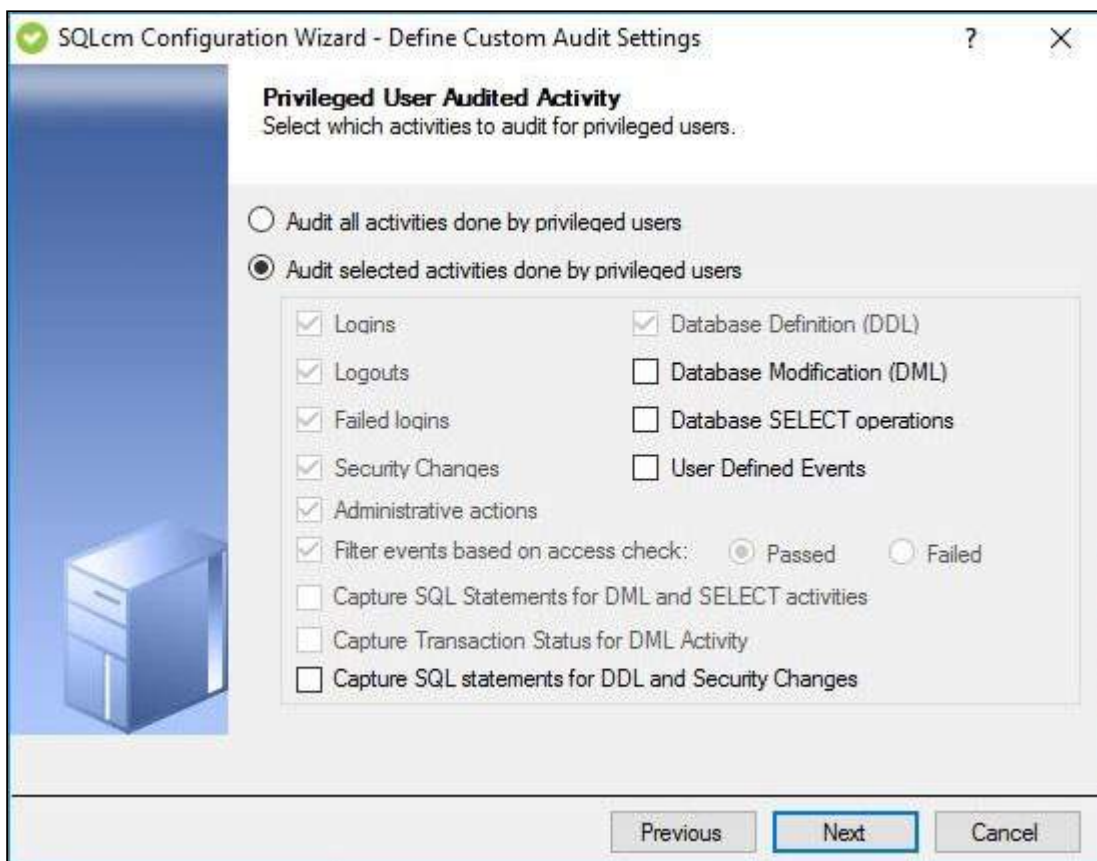 SQLcm Configuration Wizard - Define Custom Audit Settings
Privileged User Audited Activity
Select which activities to audit for privileged users.
Audit all activities done by privileged users
Audit selected activities done by privileged users
Logins
Database Definition (DDL)
Logouts
Database Modification (DML)
Failed logins
Database SELECT operations
Security Changes
User Defined Events
Administrative actions
Filter events based on access check: Passed Failed
Capture SQL Statements for DML and SELECT activities
Capture Transaction Status for DML Activity
Capture SQL statements for DDL and Security Changes
Previous Next Cancel